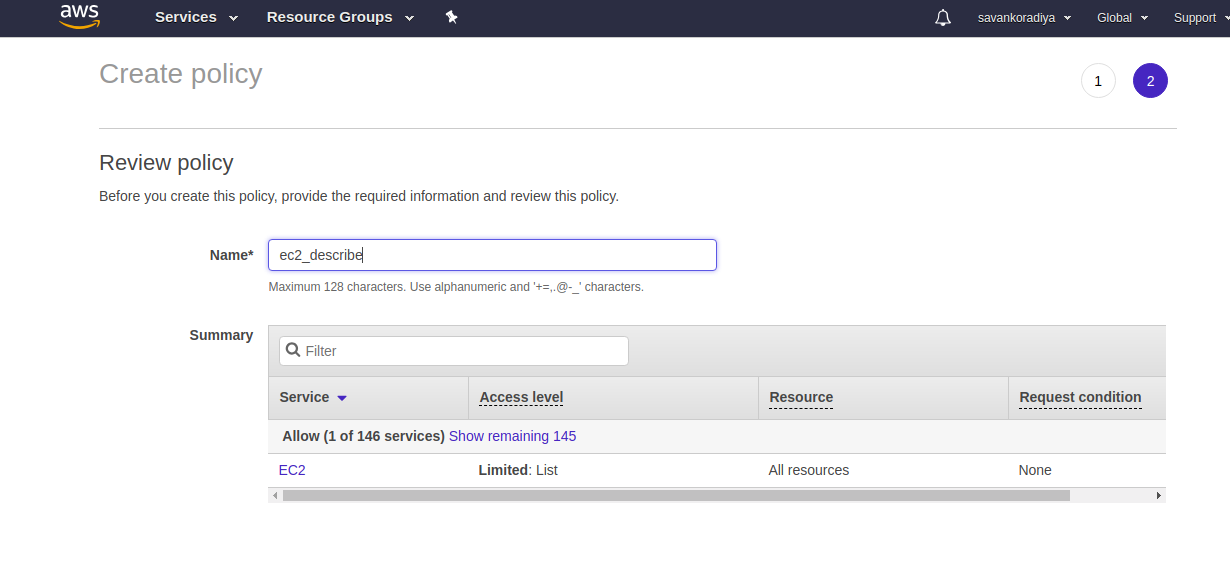 aws Services Resource Groups savankoradiya Global Support
Create policy 1 2
Review policy
Before you create this policy, provide the required information and review this policy.
Name* ec2_describe
Maximum 128 characters. Use alphanumeric and '+=,.@-_' characters.
Summary Filter
Service Access level Resource Request condition
Allow (1 of 146 services) Show remaining 145
EC2 Limited: List All resources None